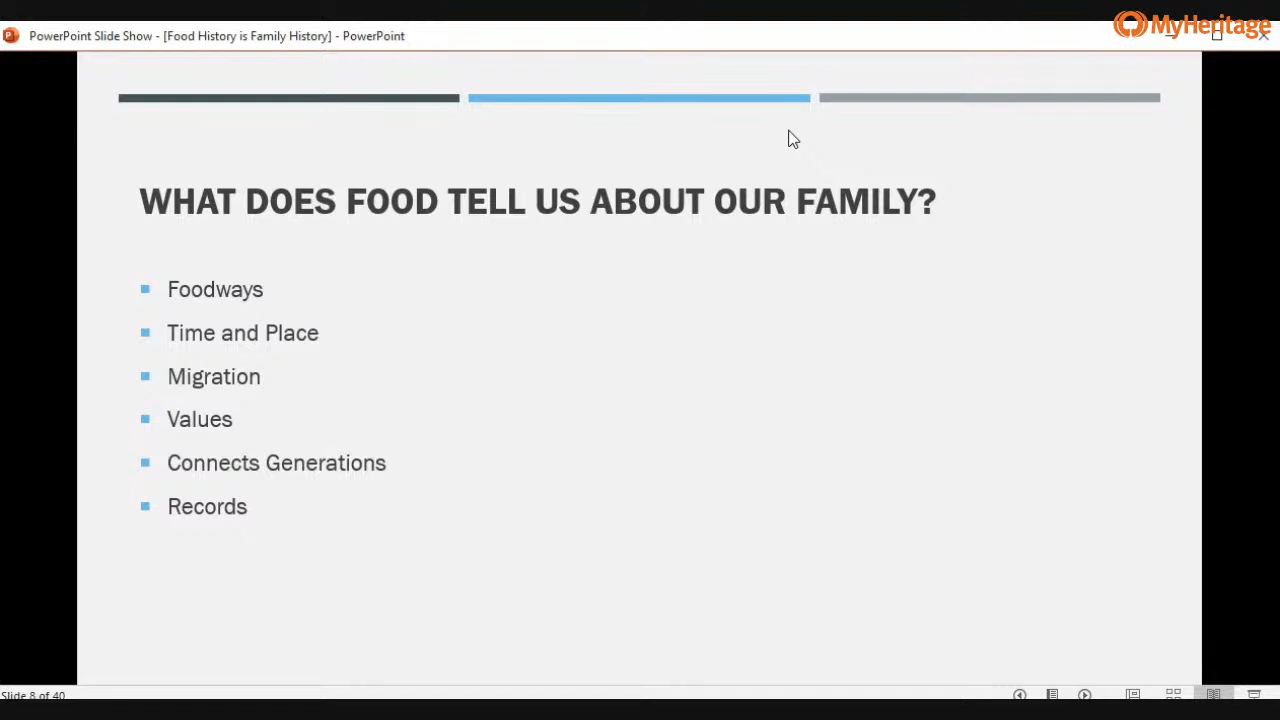 PowerPoint Slide Show - [Food History is Family History] - PowerPoint
MyHeritage
WHAT DOES FOOD TELL US ABOUT OUR FAMILY?
Foodways
Time and Place
Migration
Values
Connects Generations
Records
Slide 8 of 40